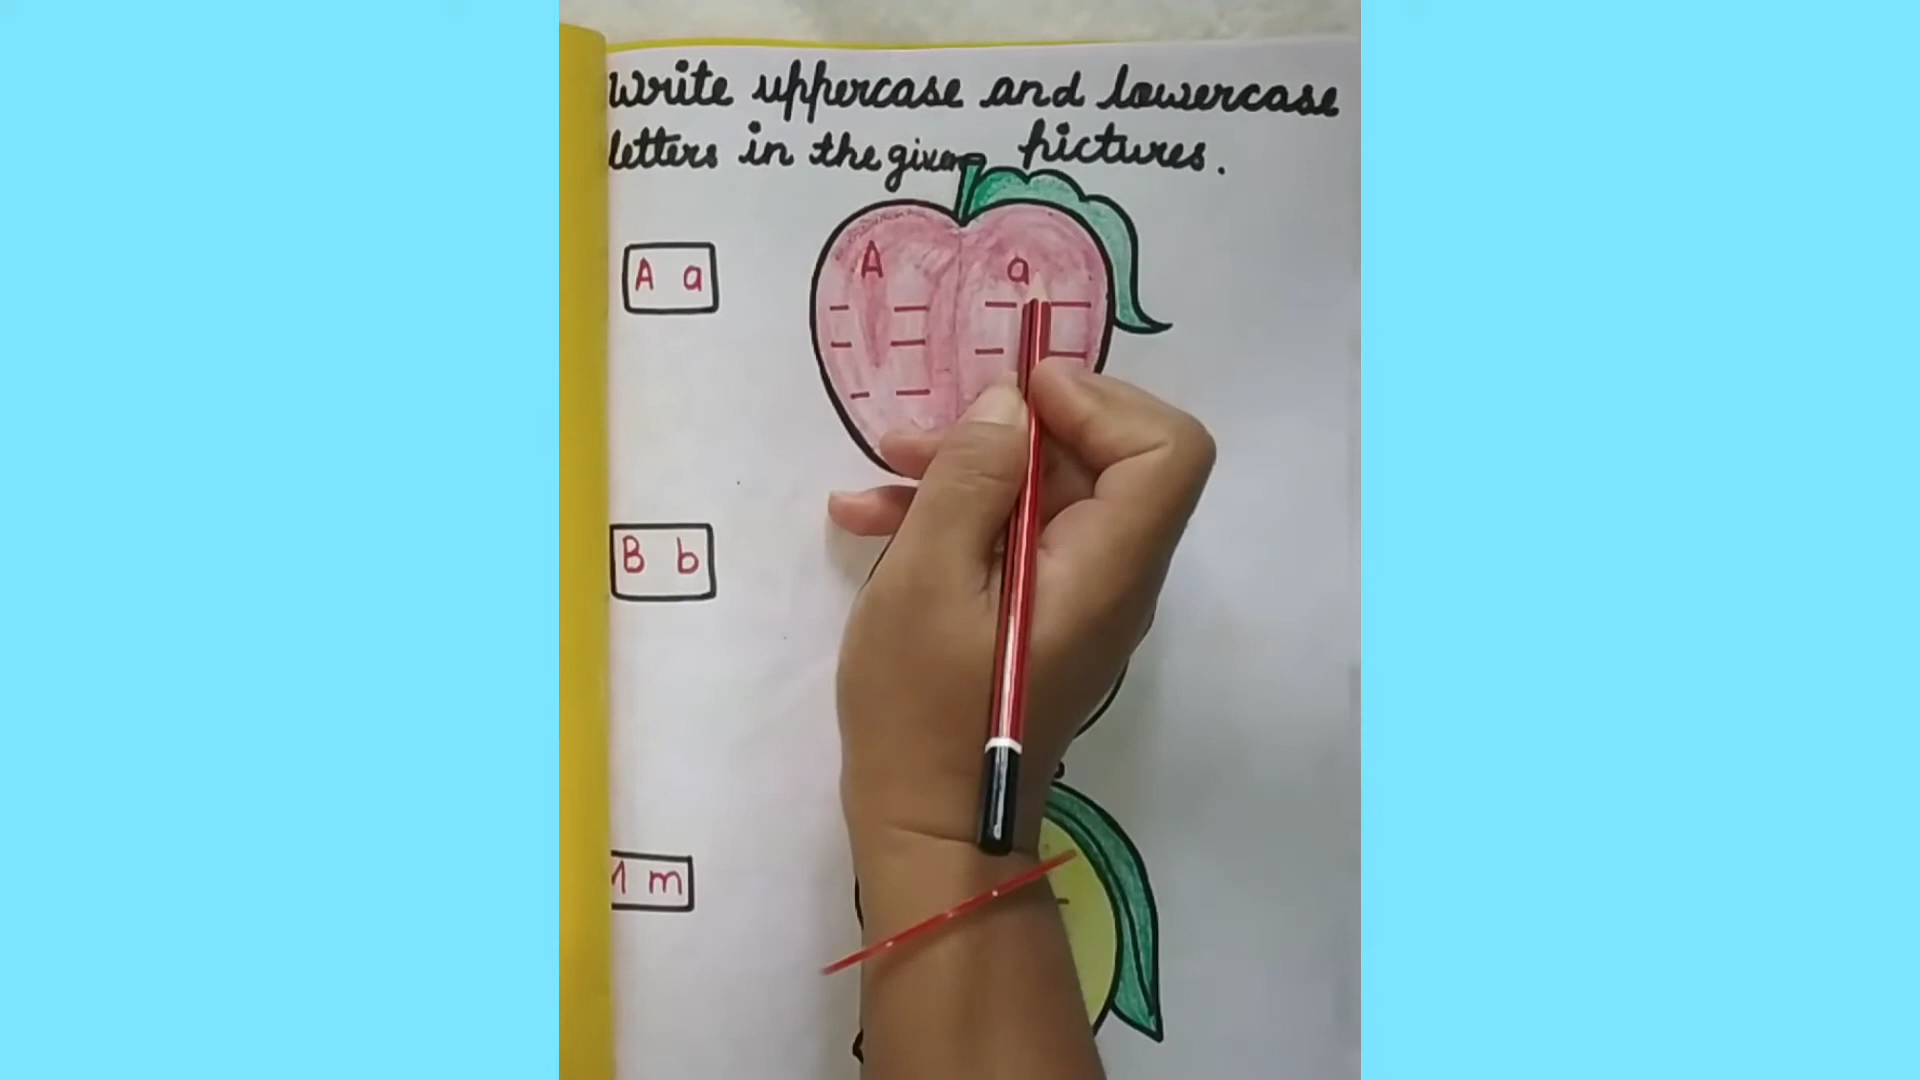 Write uppercase and lowercase
letters in the given pictures.
A a
A a
B b
m